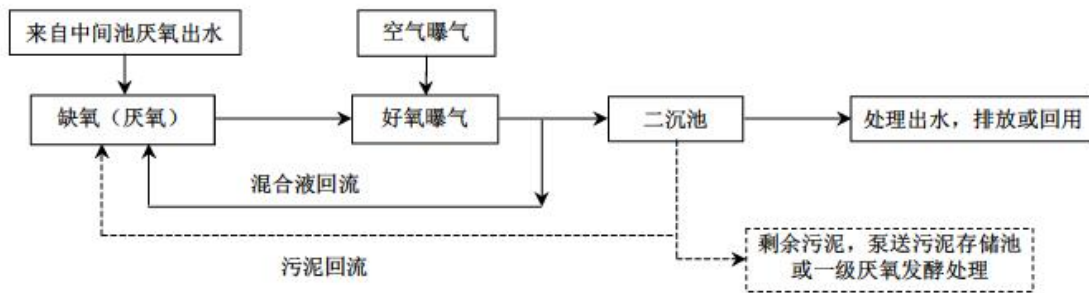 来自中间池厌氧出水
空气曝气
缺氧（厌氧）
好氧曝气
二沉池
处理出水，排放或回用
混合液回流
污泥回流
剩余污泥，泵送污泥存储池
或一级厌氧发酵处理